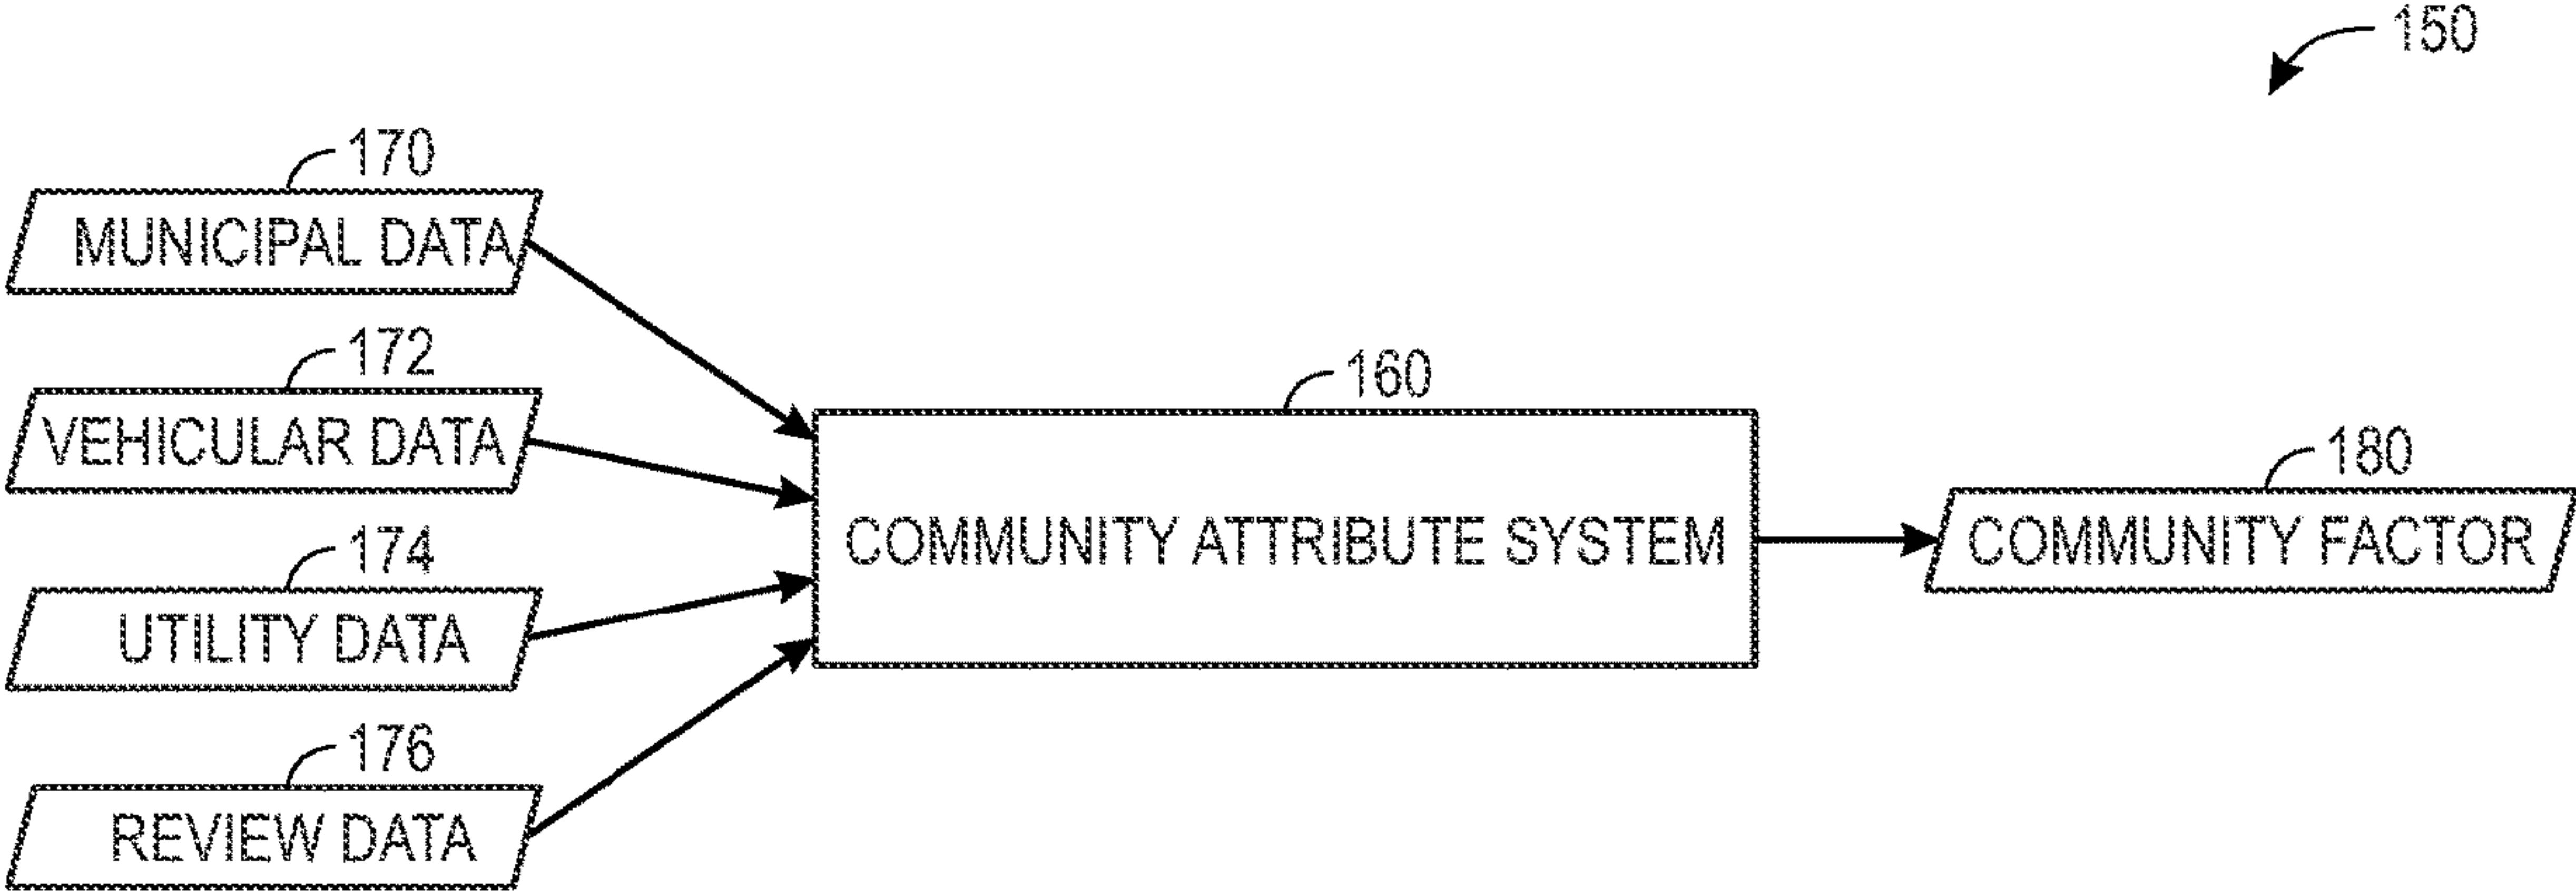 150
170
MUNICIPAL DATA
172
VEHICULAR DATA
160
180
COMMUNITY ATTRIBUTE SYSTEM
COMMUNITY FACTOR
174
UTILITY DATA
176
REVIEW DATA